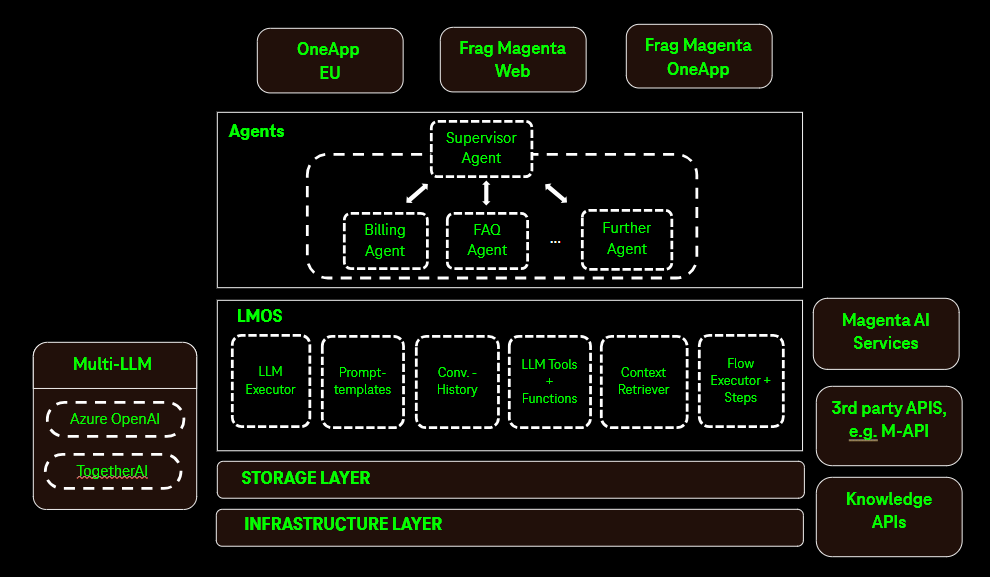 OneApp
EU
Frag Magenta
Web
Frag Magenta
OneApp
Agents
Supervisor
Agent
Billing
Agent
FAQ
Agent
...
Further
Agent
LMOS
LLM
Executor
Prompt-
templates
Conv. -
History
LLM Tools
+
Functions
Context
Retriever
Flow
Executor +
Steps
Multi-LLM
Azure OpenAI
TogetherAI
Magenta AI
Services
3rd party APIS,
e.g. M-API
Knowledge
APIs
STORAGE LAYER
INFRASTRUCTURE LAYER